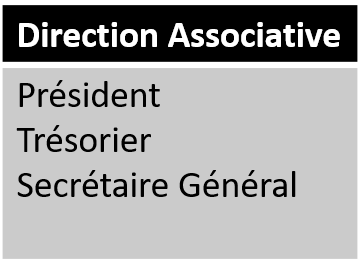 Direction Associative
Président
Trésorier
Secrétaire Général